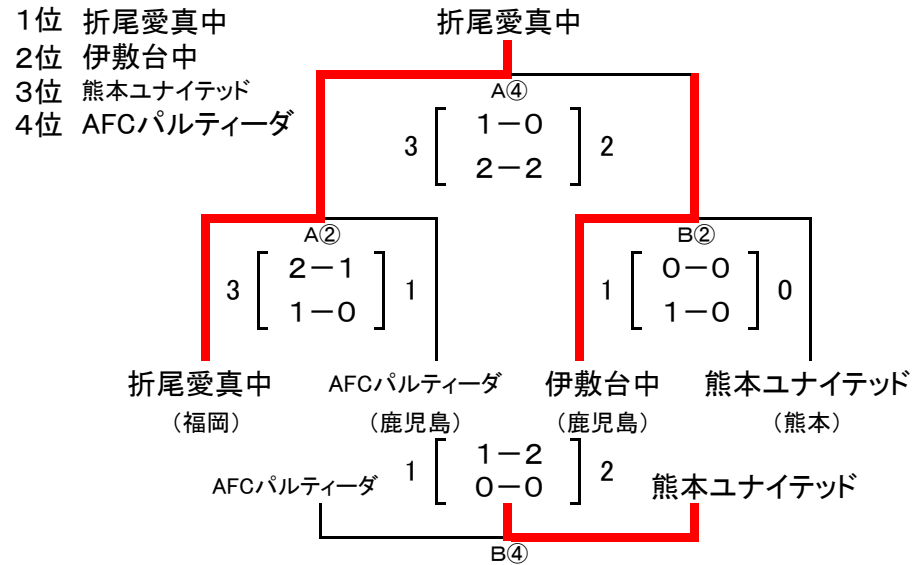 1位 折尾愛真中
2位 伊敷台中
3位 熊本ユナイテッド
4位 AFCパルティーダ
折尾愛真中
A④
3 [ 1-0 ] 2
2-2
A②
3 [ 2-1 ] 1
1-0
B②
1 [ 0-0 ] 0
1-0
折尾愛真中 AFCパルティーダ 伊敷台中 熊本ユナイテッド
（福岡） （鹿児島） （鹿児島） （熊本）
AFCパルティーダ 1 [ 1-2 ] 2 熊本ユナイテッド
0-0
B④